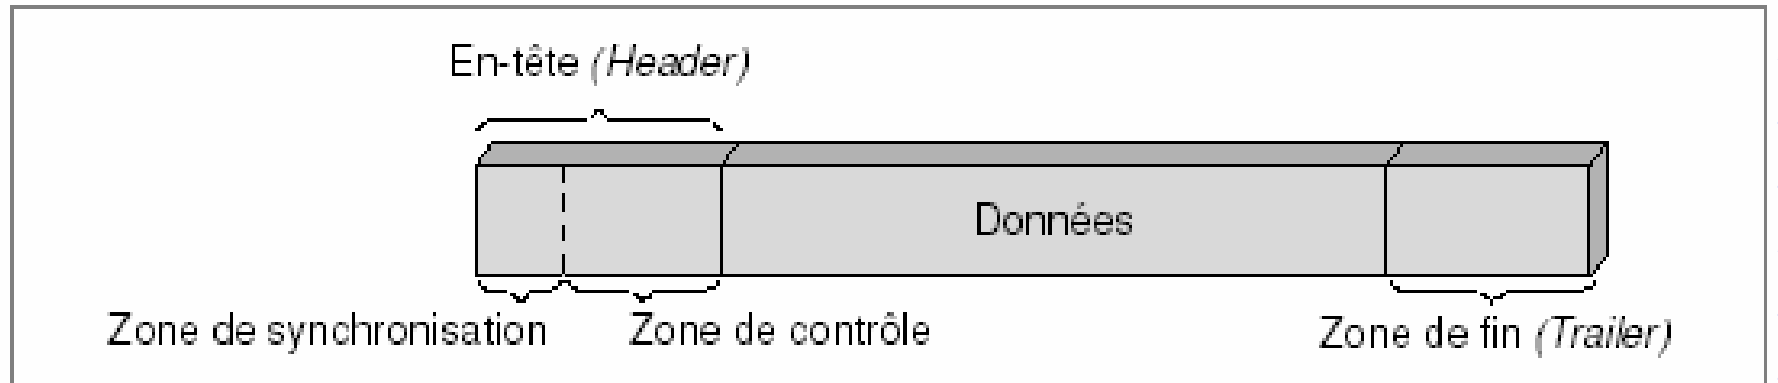 En-tête (Header)
Données
Zone de synchronisation
Zone de contrôle
Zone de fin (Trailer)